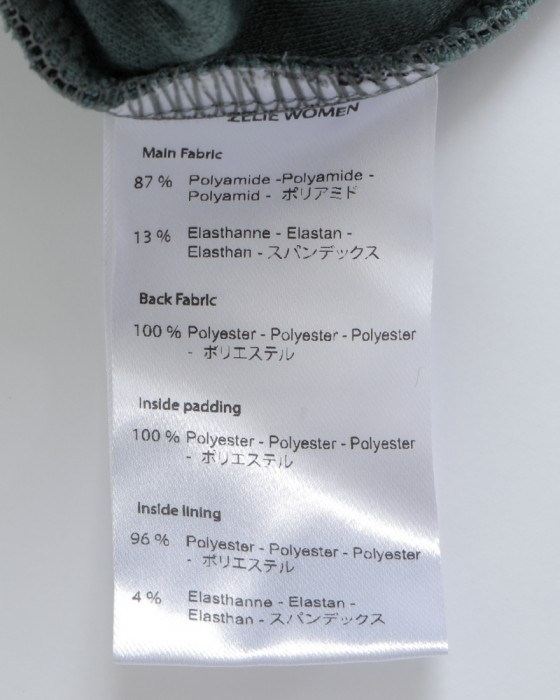 ZELIE WOMEN
Main Fabric
87 % Polyamide -Polyamide -
Polyamid - ポリアミド
13 % Elasthanne - Elastan -
Elasthan - スパンデックス
Back Fabric
100 % Polyester - Polyester - Polyester
- ポリエステル
Inside padding
100 % Polyester - Polyester - Polyester
- ポリエステル
Inside lining
96 % Polyester - Polyester - Polyester
- ポリエステル
4 % Elasthanne - Elastan -
Elasthan - スパンデックス